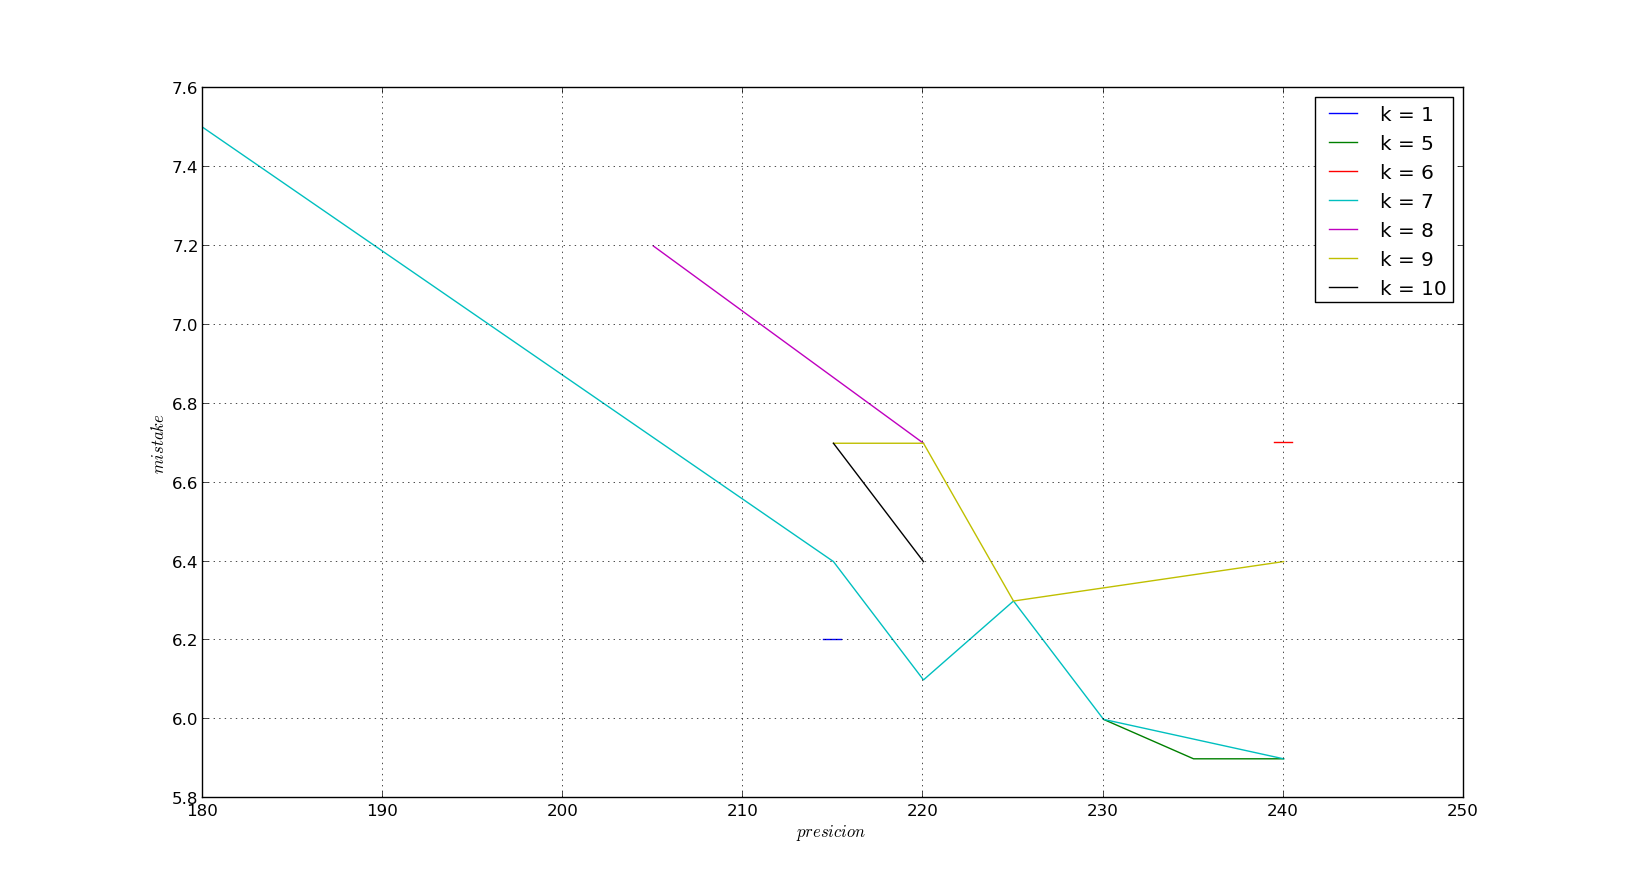 7.6
7.4
7.2
7.0
6.8
6.6
6.4
6.2
6.0
5.8
mistake
k = 1
k = 5
k = 6
k = 7
k = 8
k = 9
k = 10
180 190 200 210 220 230 240 250
presicion